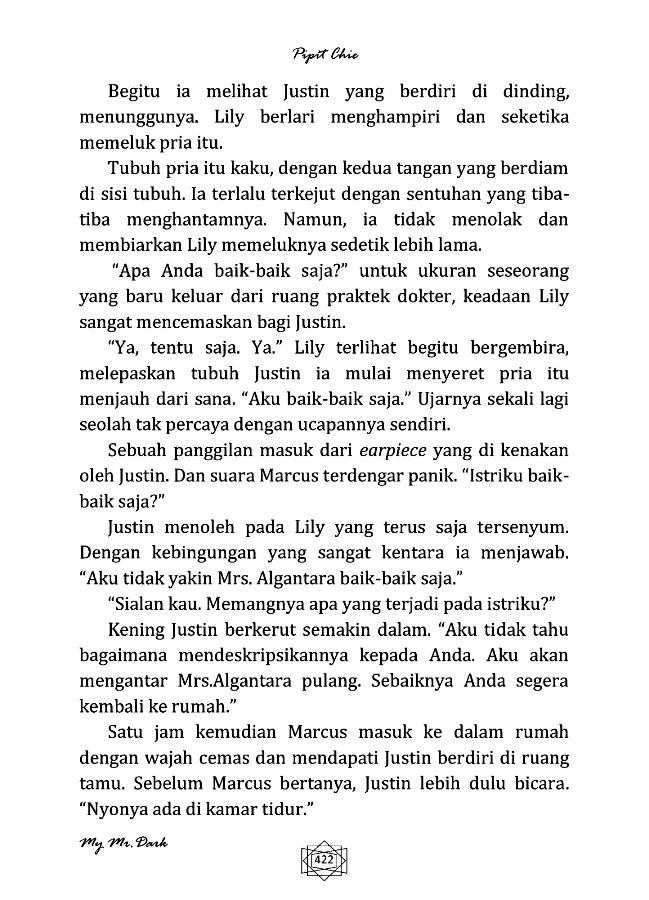 Pipit Chie
Begitu ia melihat Justin yang berdiri di dinding,
menunggunya. Lily berlari menghampiri dan seketika
memeluk pria itu.
Tubuh pria itu kaku, dengan kedua tangan yang berdiam
di sisi tubuh. Ia terlalu terkejut dengan sentuhan yang tiba-
tiba menghantamnya. Namun, ia tidak menolak dan
membiarkan Lily memeluknya sedetik lebih lama.
“Apa Anda baik-baik saja?” untuk ukuran seseorang
yang baru keluar dari ruang praktek dokter, keadaan Lily
sangat mencemaskan bagi Justin.
“Ya, tentu saja. Ya.” Lily terlihat begitu bergembira,
melepaskan tubuh Justin ia mulai menyeret pria itu
menjauh dari sana. “Aku baik-baik saja.” Ujarnya sekali lagi
seolah tak percaya dengan ucapannya sendiri.
Sebuah panggilan masuk dari earpiece yang di kenakan
oleh Justin. Dan suara Marcus terdengar panik. “Istriku baik-
baik saja?”
Justin menoleh pada Lily yang terus saja tersenyum.
Dengan kebingungan yang sangat kentara ia menjawab.
“Aku tidak yakin Mrs. Algantara baik-baik saja.”
“Sialan kau. Memangnya apa yang terjadi pada istriku?”
Kening Justin berkerut semakin dalam. “Aku tidak tahu
bagaimana mendeskripsikannya kepada Anda. Aku akan
mengantar Mrs.Algantara pulang. Sebaiknya Anda segera
kembali ke rumah.”
Satu jam kemudian Marcus masuk ke dalam rumah
dengan wajah cemas dan mendapati Justin berdiri di ruang
tamu. Sebelum Marcus bertanya, Justin lebih dulu bicara.
“Nyonya ada di kamar tidur.”
My Mr. Dark
422